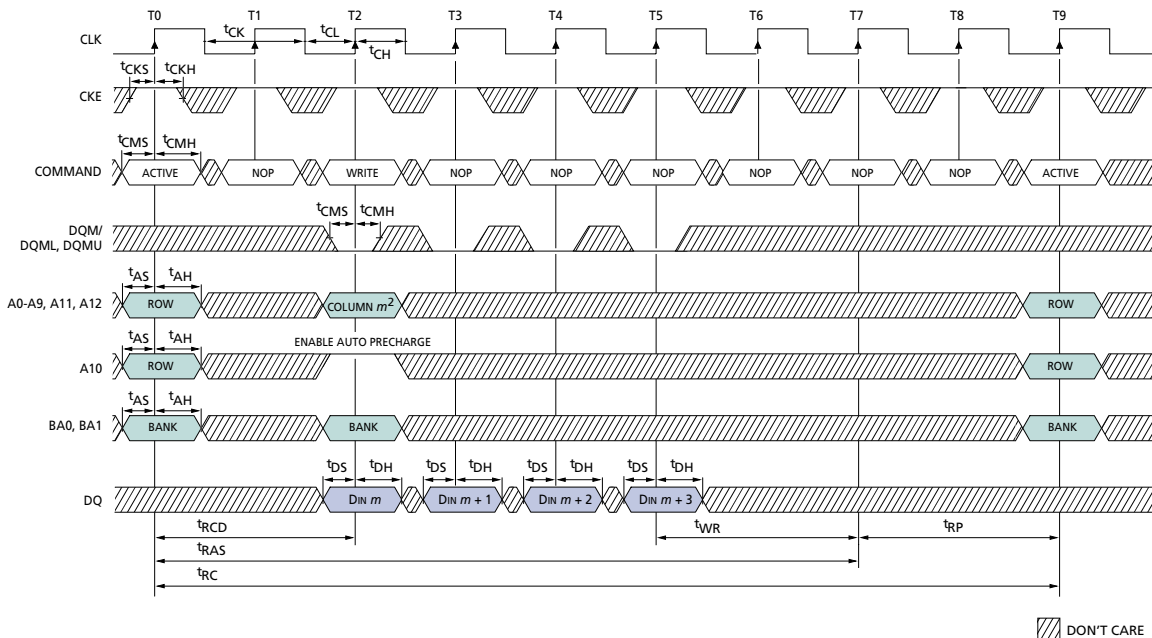 T0 T1 T2 T3 T4 T5 T6 T7 T8 T9
CLK tCK tCL tCH
tCKS tCKH
CKE
tCMS tCMH
COMMAND ACTIVE NOP WRITE NOP NOP NOP NOP NOP NOP ACTIVE
tCMS tCMH
DQM/
DQML, DQMU
tAS tAH
A0-A9, A11, A12 ROW COLUMN m2 ROW
tAS tAH ENABLE AUTO PRECHARGE
A10 ROW ROW
tAS tAH
BA0, BA1 BANK BANK BANK
tDS tDH tDS tDH tDS tDH tDS tDH
DQ DIN m DIN m + 1 DIN m + 2 DIN m + 3
tRCD tWR tRP
tRAS
tRC
DON'T CARE